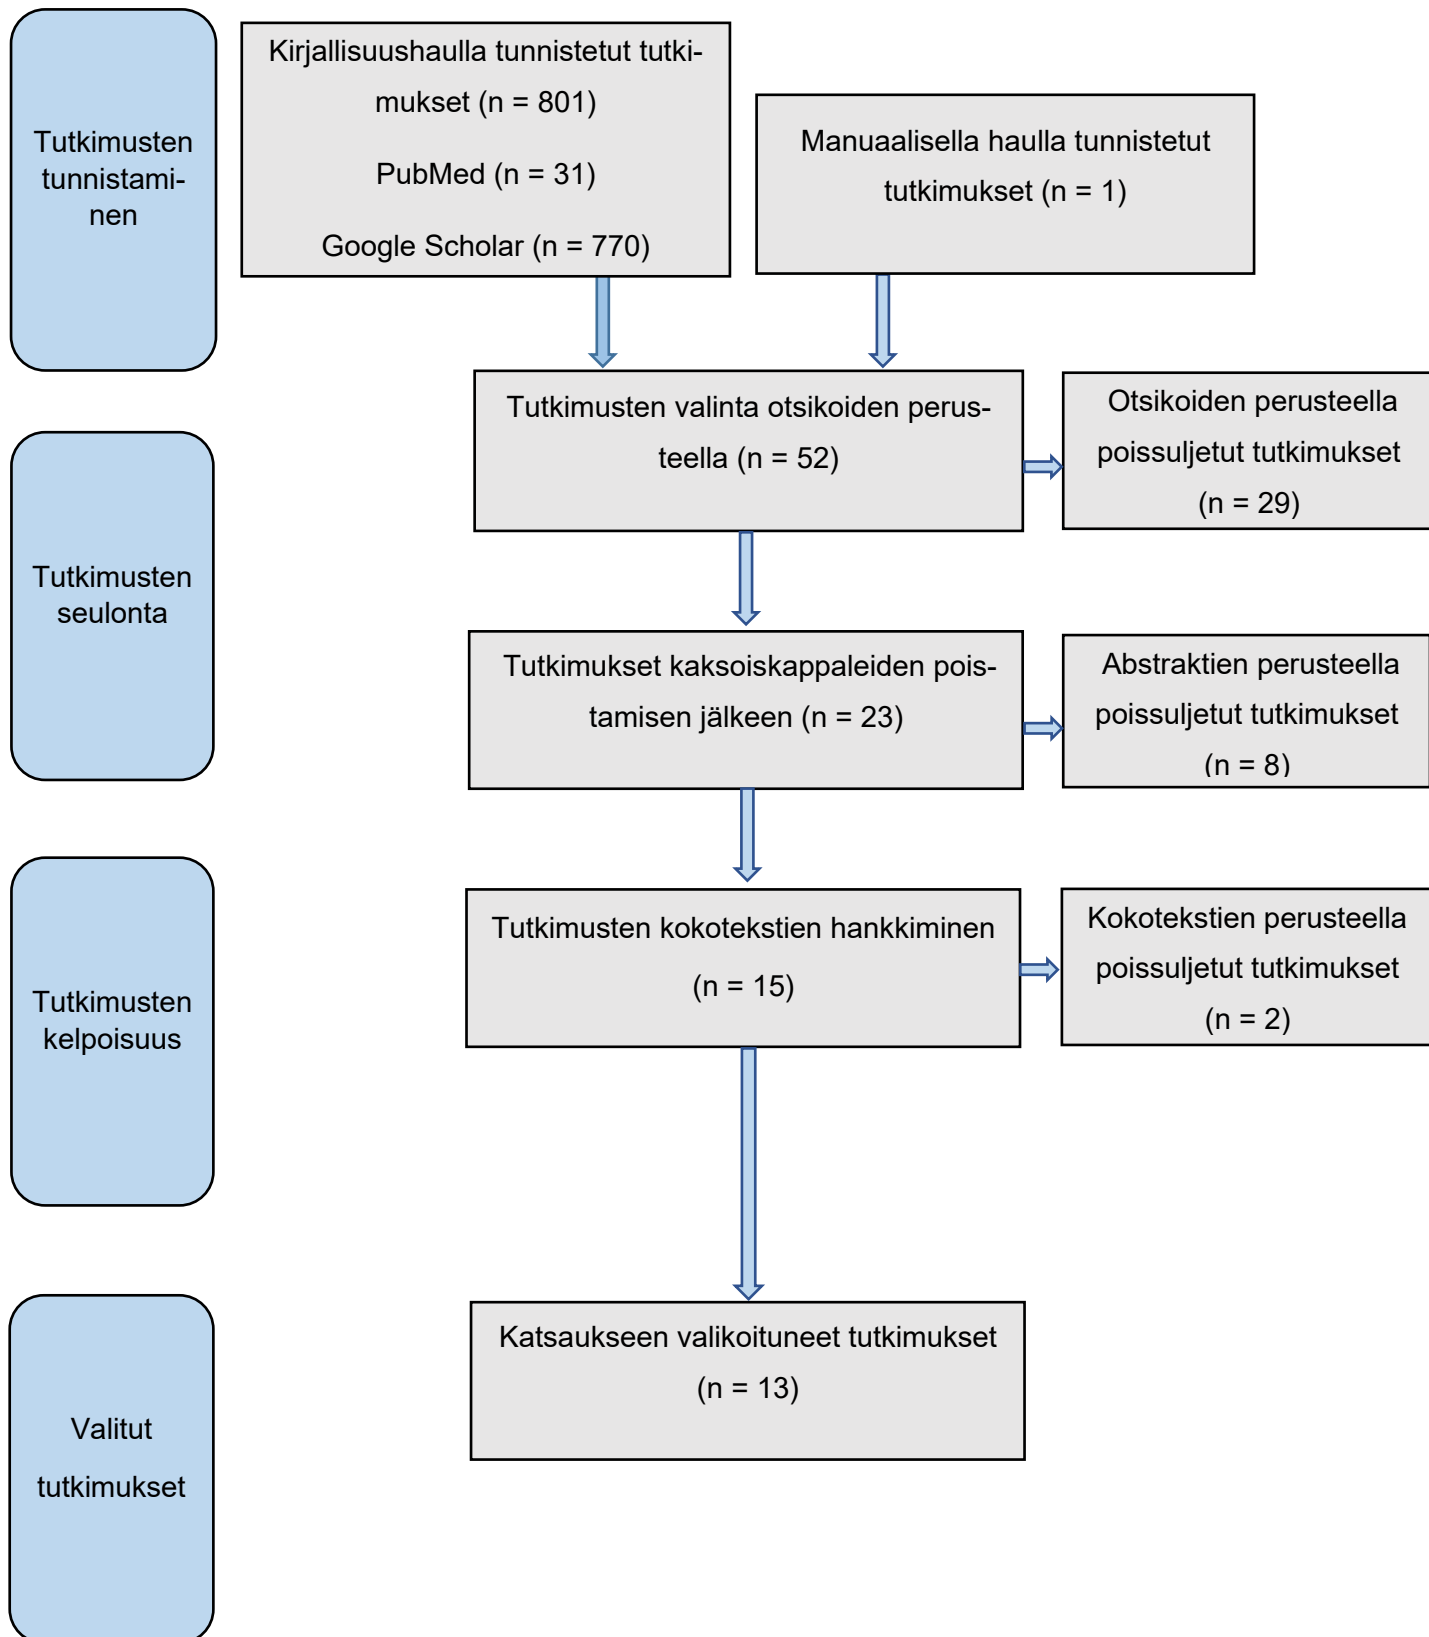 Tutkimusten
tunnistami-
nen
Kirjallisuushaulla tunnistetut tutki-
mukset (n = 801)
PubMed (n = 31)
Google Scholar (n = 770)
Manuaalisella haulla tunnistetut
tutkimukset (n = 1)
Tutkimusten
seulonta
Tutkimusten valinta otsikoiden perus-
teella (n = 52)
Otsikoiden perusteella
poissuljetut tutkimukset
(n = 29)
Tutkimukset kaksoiskappaleiden pois-
tamisen jälkeen (n = 23)
Abstraktien perusteella
poissuljetut tutkimukset
(n = 8)
Tutkimusten
kelpoisuus
Tutkimusten kokotekstien hankkiminen
(n = 15)
Kokotekstien perusteella
poissuljetut tutkimukset
(n = 2)
Valitut
tutkimukset
Katsaukseen valikoituneet tutkimukset
(n = 13)